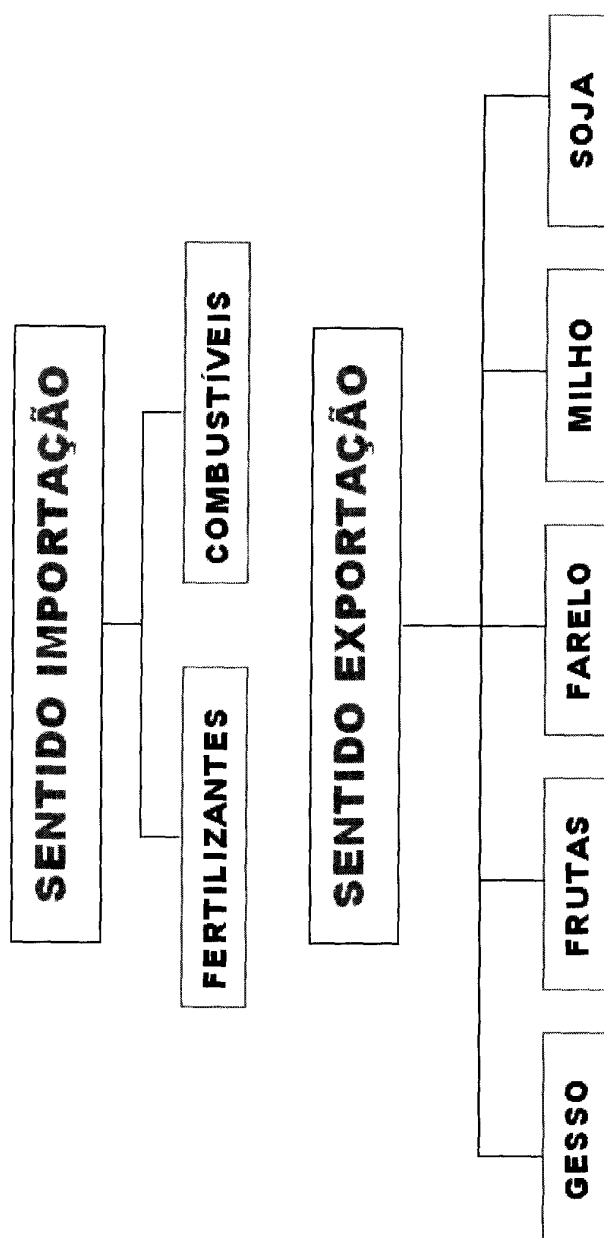 SENTIDO IMPORTAÇÃO
FERTILIZANTES
COMBUSTÍVEIS
SENTIDO EXPORTAÇÃO
GESSO
FRUTAS
FARELO
MILHO
SOJA